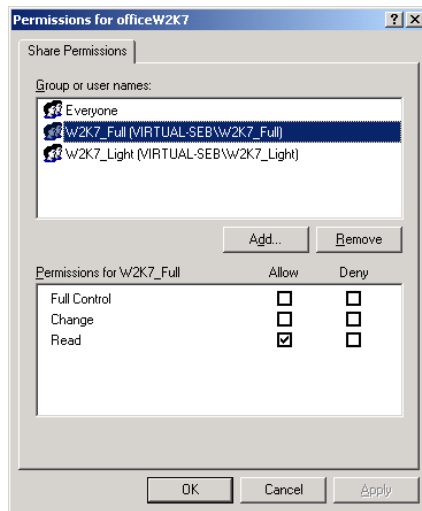 Permissions for officeW2K7
Share Permissions
Group or user names:
Everyone
W2K7_Full (VIRTUAL-SEB\W2K7_Full)
W2K7_Light (VIRTUAL-SEB\W2K7_Light)
Add... Remove
Permissions for W2K7_Full Allow Deny
Full Control
Change
Read
OK Cancel Apply